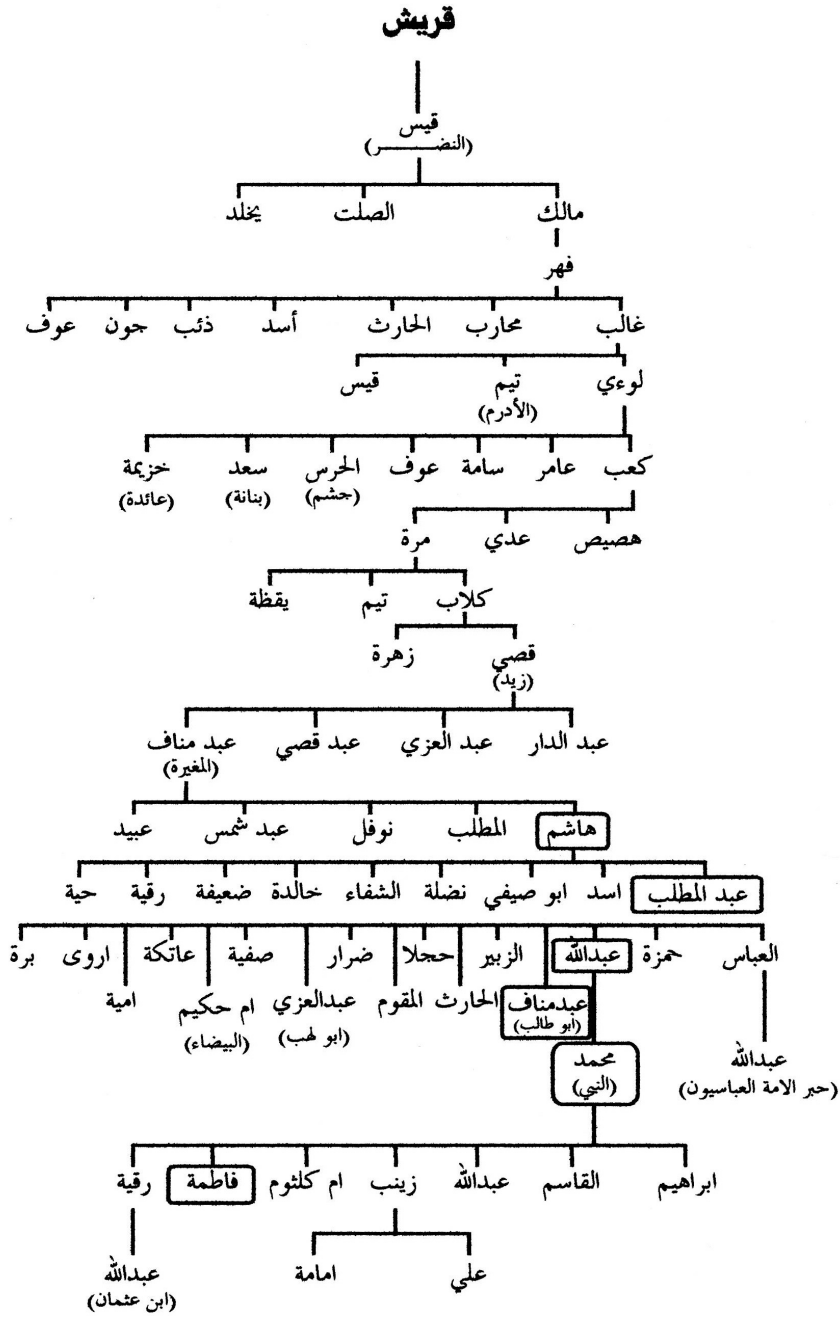 قريش
قيس
(النضر)
مالك الصلت يخلد
فهر
غالب محارب الحارث أسد ذئب جون عوف
لوءي تيم قيس
(الأدرم)
كعب عامر سامة عوف الحرس سعد خزيمة
(جشم) (بنانة) (عائدة)
هصيص عدي مرة
كلاب تيم يقظة
قصي زهرة
(زيد)
عبد الدار عبد العزي عبد قصي عبد مناف
(المغيرة)
هاشم المطلب نوفل عبد شمس عبيد
عبد المطلب اسد ابو صيفي نضلة الشفاء خالدة ضعيفة رقية حية
العباس حمزة عبدالله الزبير حجلا ضرار صفية عاتكة اروى برة
عبدمناف الحارث المقوم عبدالعزي ام حكيم امية
(ابو طالب) (ابو لهب) (البيضاء)
محمد عبدالله
(النبي) (حبر الامة العباسيون)
ابراهيم القاسم عبدالله زينب ام كلثوم فاطمة رقية
علي امامة عبدالله
(ابن عثمان)